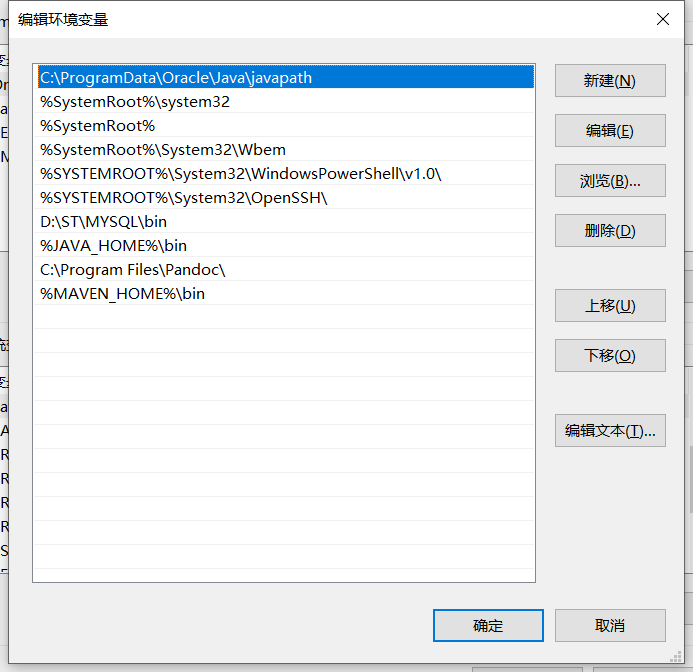 编辑环境变量
C:\ProgramData\Oracle\Java\javapath
%SystemRoot%\system32
%SystemRoot%
%SystemRoot%\System32\Wbem
%SYSTEMROOT%\System32\WindowsPowerShell\v1.0\
%SYSTEMROOT%\System32\OpenSSH\
D:\ST\MYSQL\bin
%JAVA_HOME%\bin
C:\Program Files\Pandoc\
%MAVEN_HOME%\bin
新建(N)
编辑(E)
浏览(B)...
删除(D)
上移(U)
下移(O)
编辑文本(T)...
确定
取消